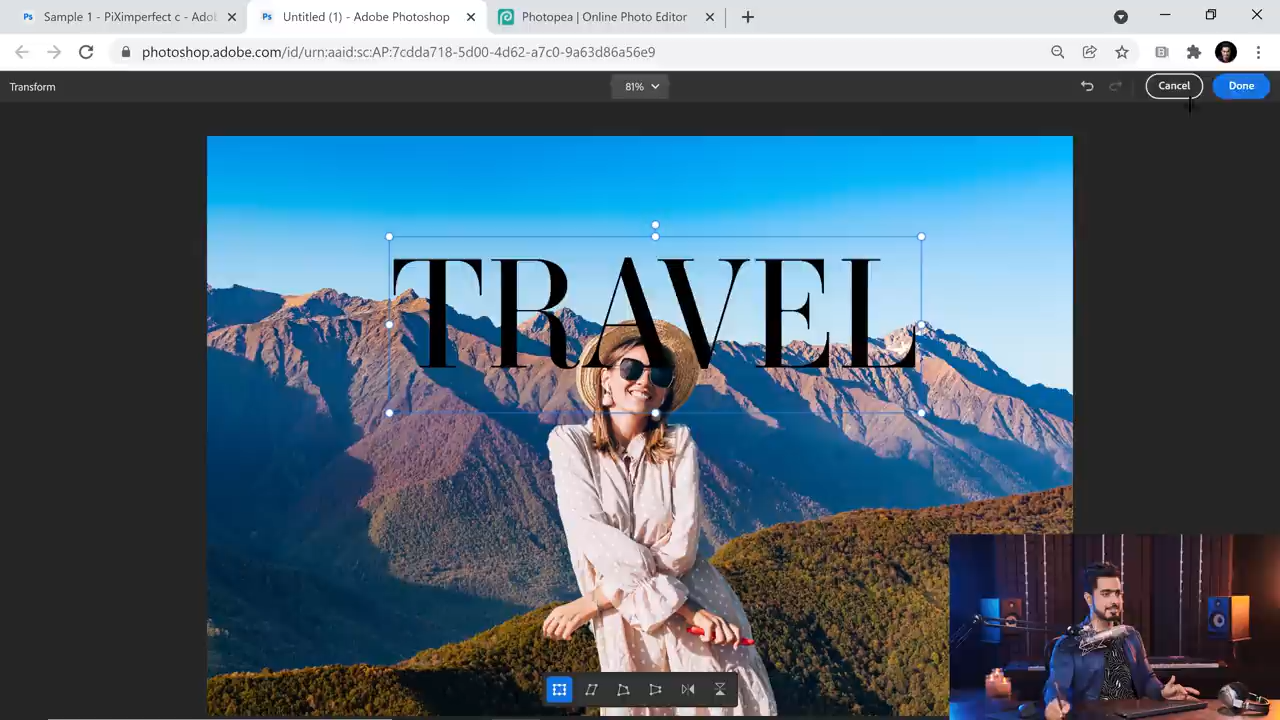 Sample 1 - PiXimperfect c - Adob
Untitled (1) - Adobe Photoshop
Photopea | Online Photo Editor
photoshop.adobe.com/id/urn:aaid:sc:AP:7cdda718-5d00-4d62-a7c0-9a63d86a56e9
Transform
81%
Cancel
Done
TRAVEL